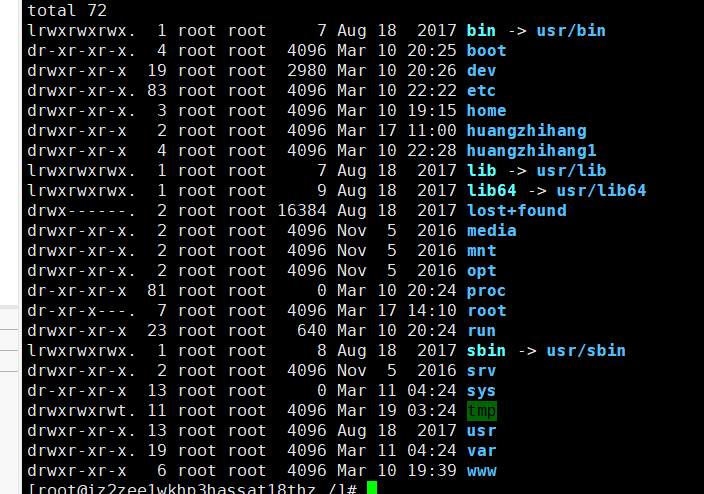 total 72
lrwxrwxrwx.  1 root root     7 Aug 18  2017 bin -> usr/bin
dr-xr-xr-x.  4 root root  4096 Mar 10 20:25 boot
drwxr-xr-x  19 root root  2980 Mar 10 20:26 dev
drwxr-xr-x. 83 root root  4096 Mar 10 22:22 etc
drwxr-xr-x.  3 root root  4096 Mar 10 19:15 home
drwxr-xr-x   2 root root  4096 Mar 17 11:00 huangzhihang
drwxr-xr-x   4 root root  4096 Mar 10 22:28 huangzhihang1
lrwxrwxrwx.  1 root root     7 Aug 18  2017 lib -> usr/lib
lrwxrwxrwx.  1 root root     9 Aug 18  2017 lib64 -> usr/lib64
drwx------.  2 root root 16384 Aug 18  2017 lost+found
drwxr-xr-x.  2 root root  4096 Nov  5  2016 media
drwxr-xr-x.  2 root root  4096 Nov  5  2016 mnt
drwxr-xr-x.  2 root root  4096 Nov  5  2016 opt
dr-xr-xr-x  81 root root     0 Mar 10 20:24 proc
dr-xr-x---.  7 root root  4096 Mar 17 14:10 root
drwxr-xr-x  23 root root   640 Mar 10 20:24 run
lrwxrwxrwx.  1 root root     8 Aug 18  2017 sbin -> usr/sbin
drwxr-xr-x.  2 root root  4096 Nov  5  2016 srv
dr-xr-xr-x  13 root root     0 Mar 11 04:24 sys
drwxrwxrwt. 11 root root  4096 Mar 19 03:24 tmp
drwxr-xr-x. 13 root root  4096 Aug 18  2017 usr
drwxr-xr-x. 19 root root  4096 Mar 11 04:24 var
drwxr-xr-x   6 root root  4096 Mar 10 19:39 www
[root@iz2zee1wkhp3hassat18thz /]#